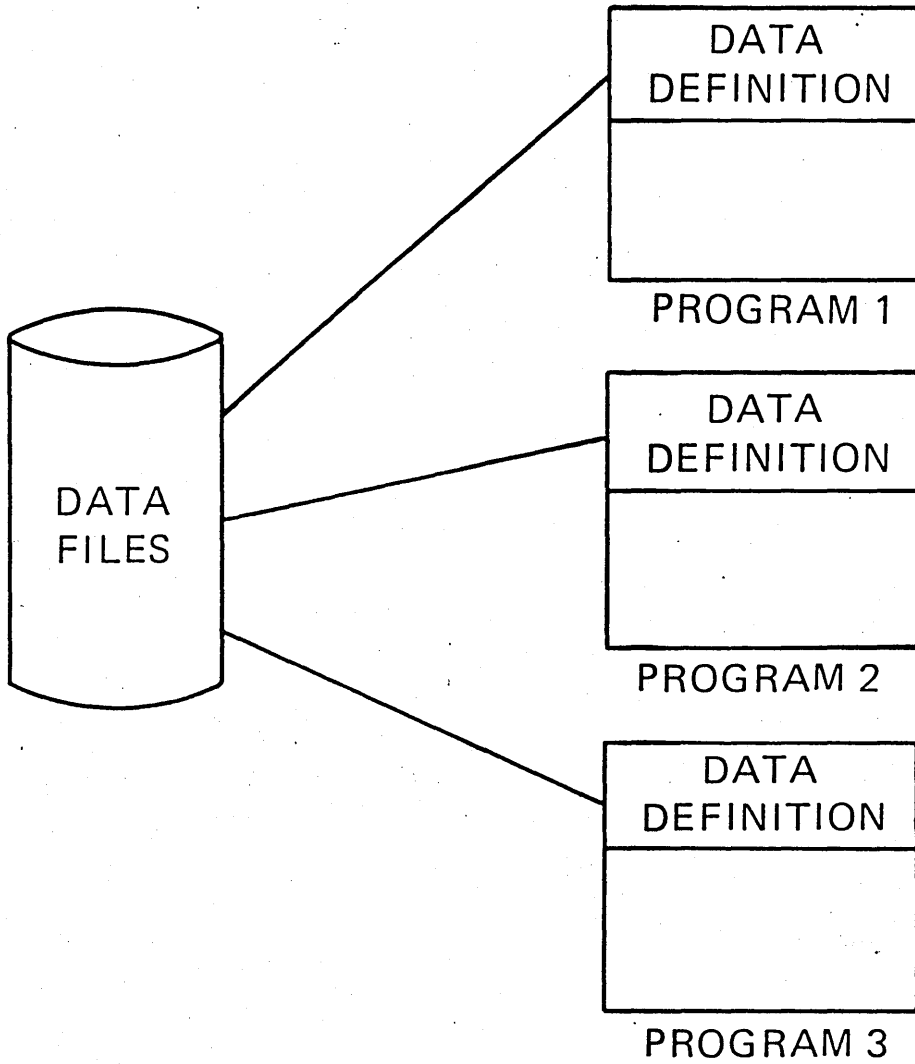 DATA
DEFINITION
PROGRAM 1
DATA
FILES
DATA
DEFINITION
PROGRAM 2
DATA
DEFINITION
PROGRAM 3